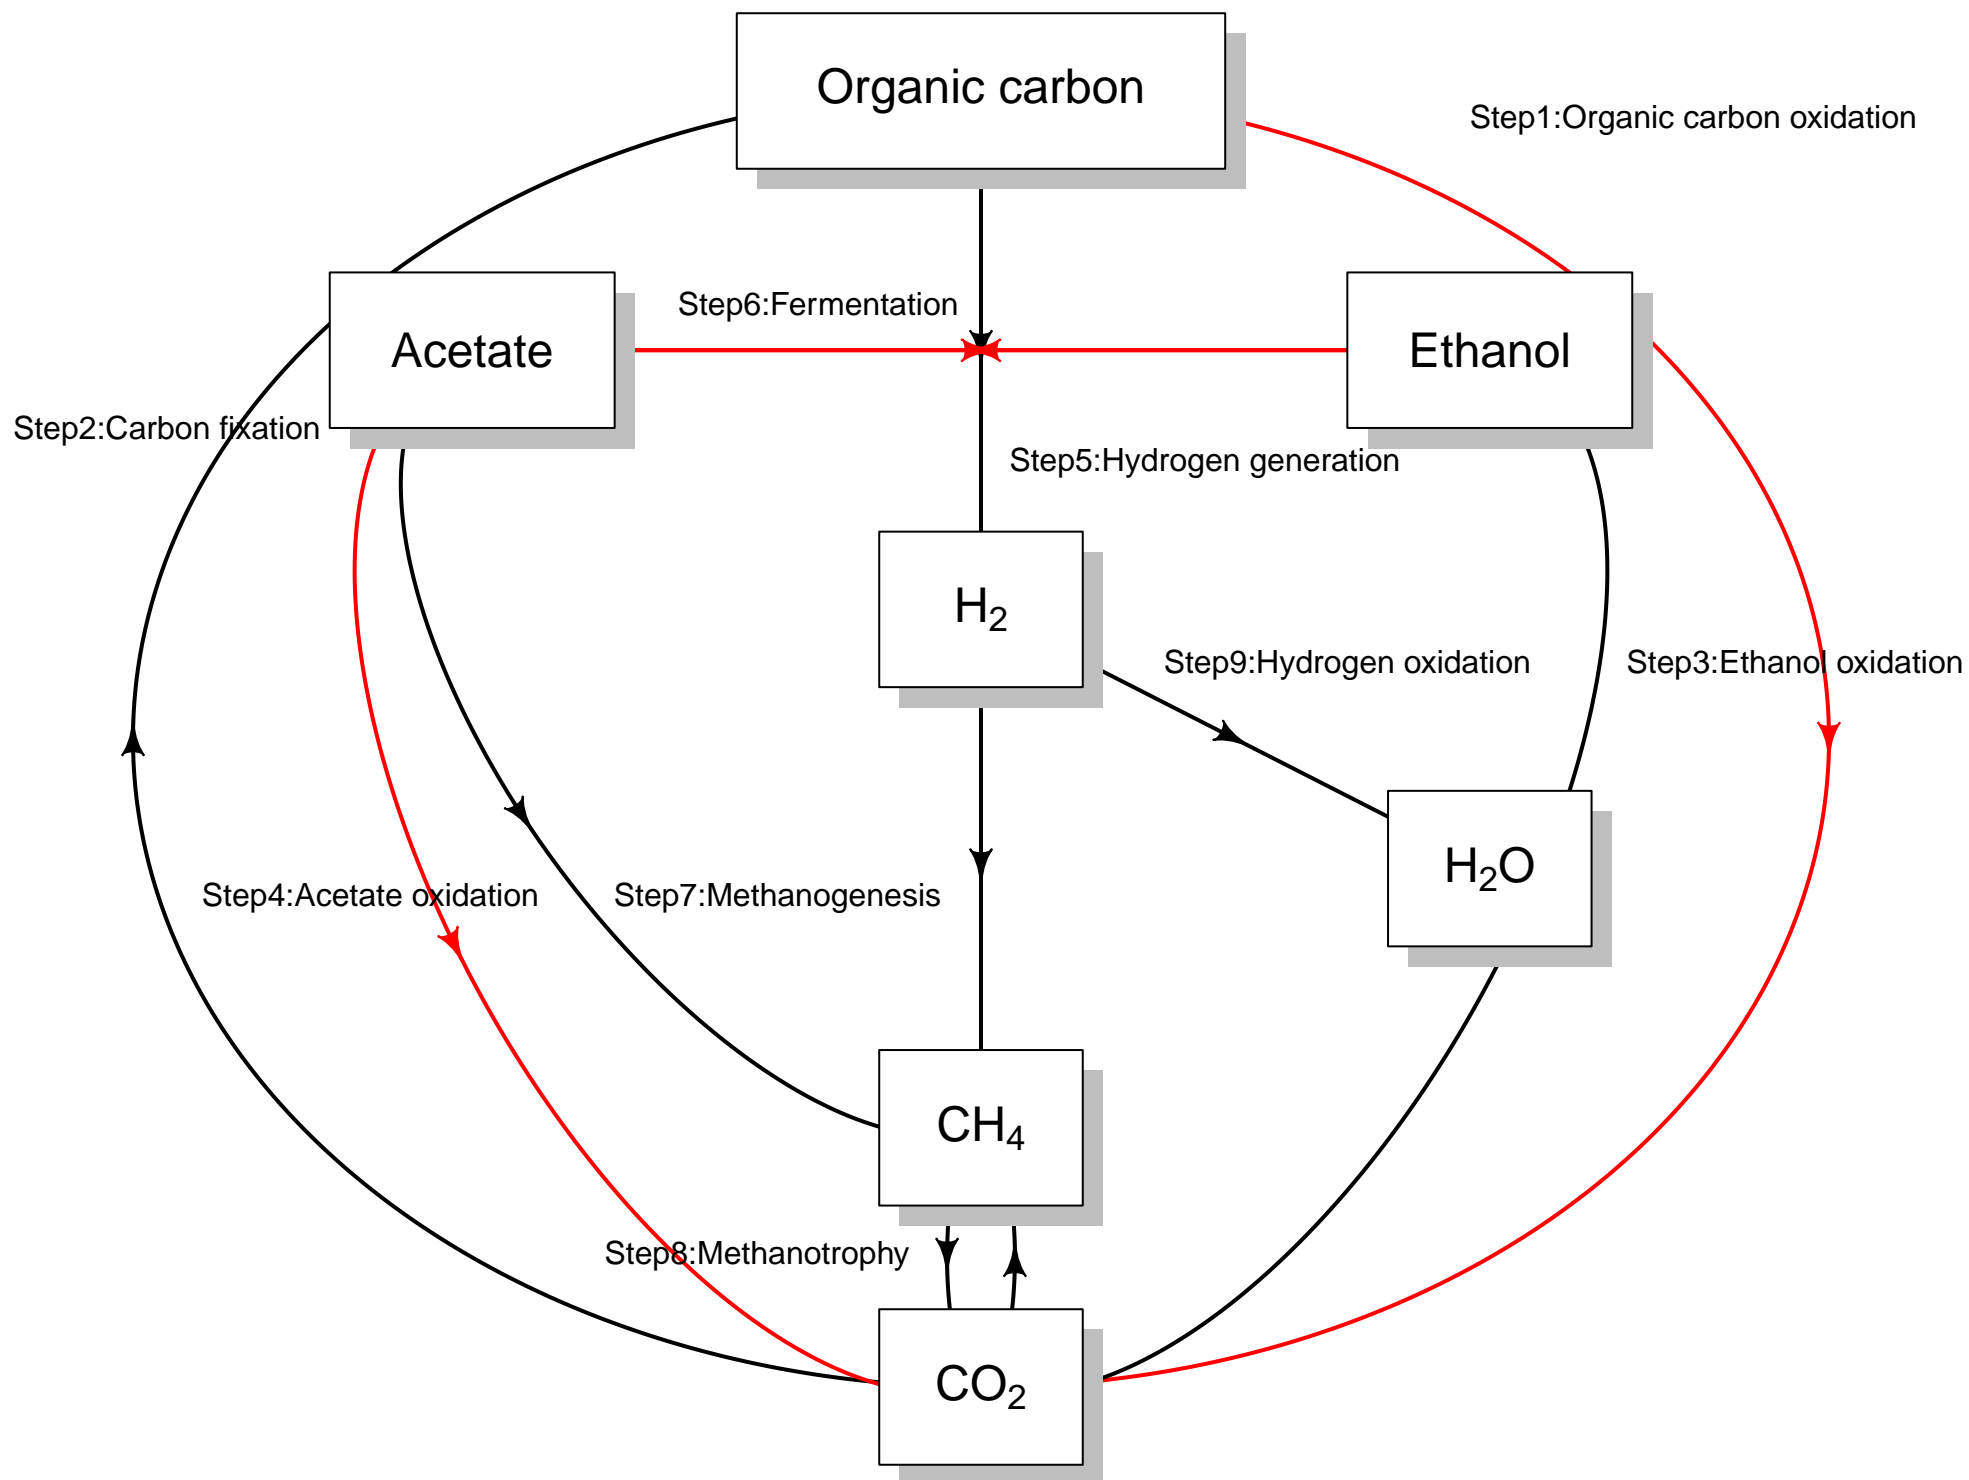 Organic carbon
Step1:Organic carbon oxidation
Step6:Fermentation
Acetate
Ethanol
Step2:Carbon fixation
Step5:Hydrogen generation
H₂
Step9:Hydrogen oxidation
Step3:Ethanol oxidation
H₂O
Step4:Acetate oxidation
Step7:Methanogenesis
CH₄
Step8:Methanotrophy
CO₂